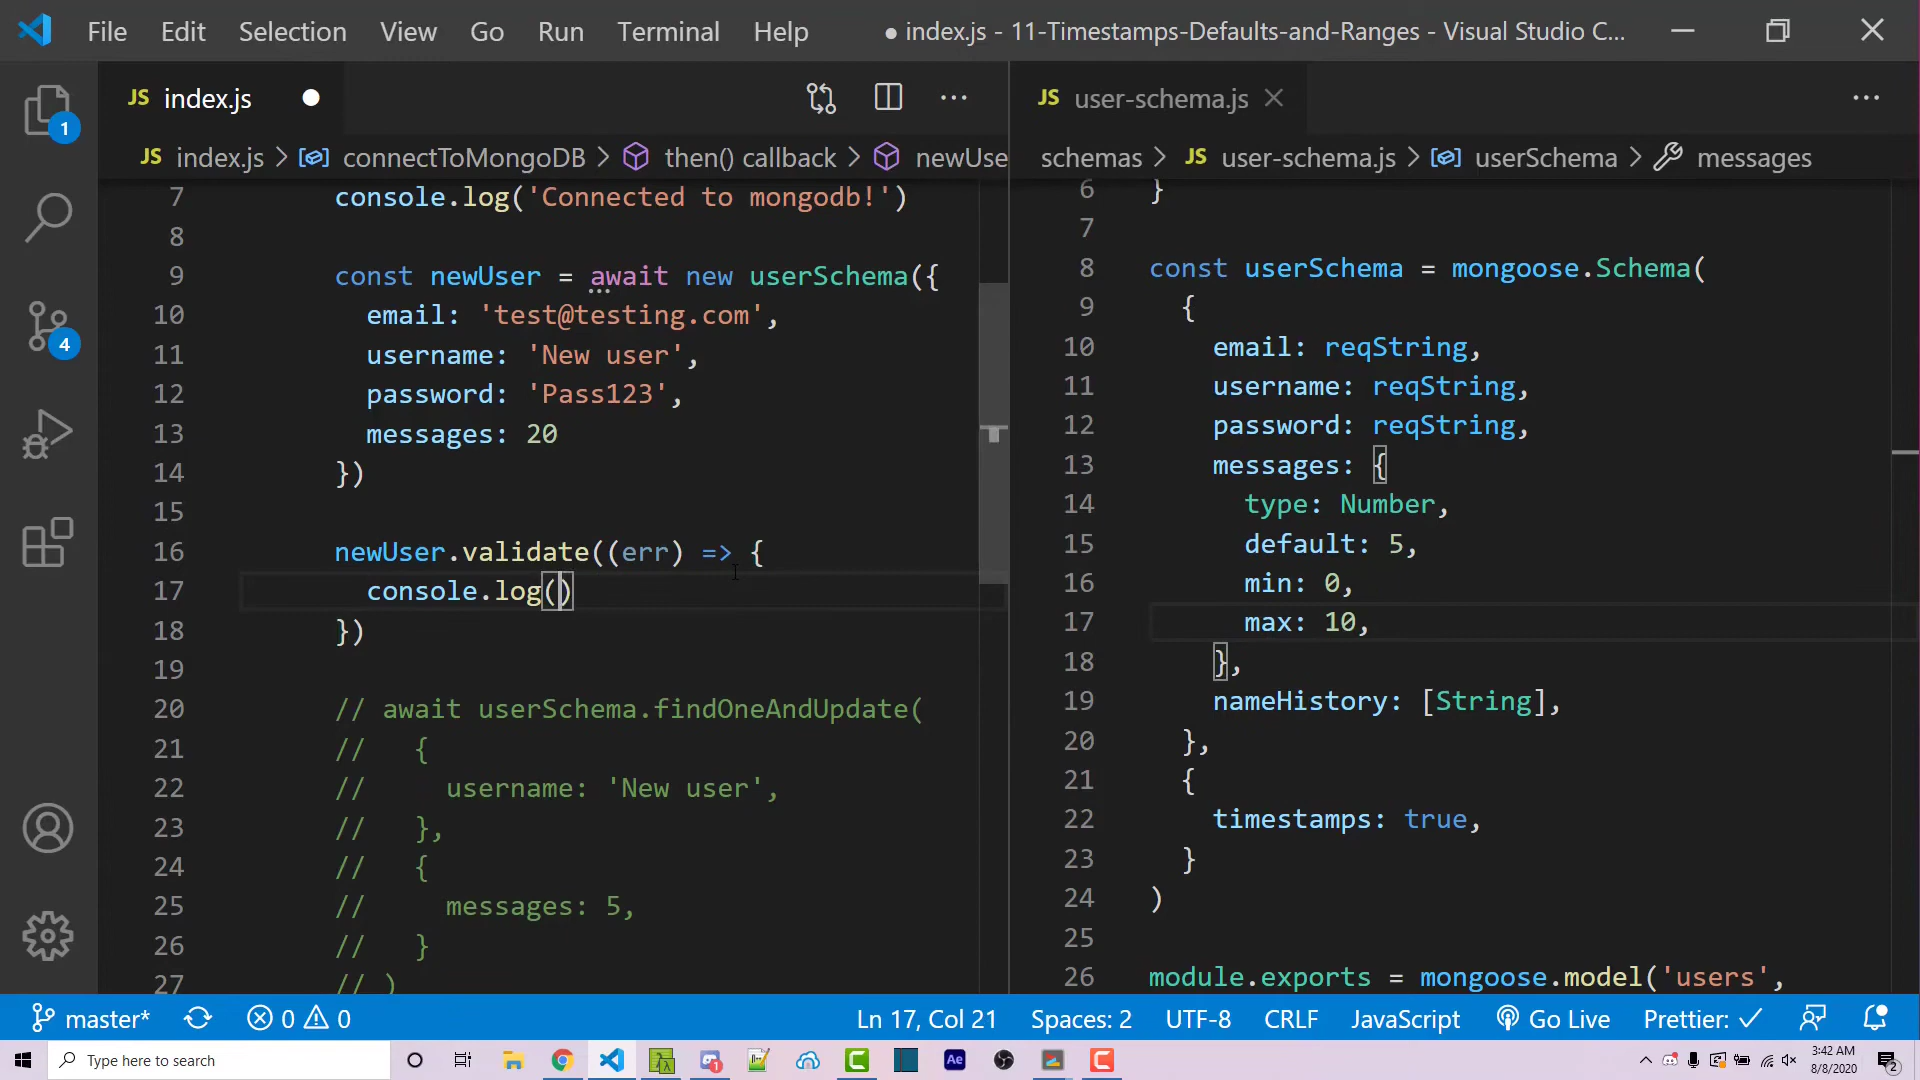 File Edit Selection View Go Run Terminal Help ● index.js - 11-Timestamps-Defaults-and-Ranges - Visual Studio C...
JS index.js
JS user-schema.js
JS index.js > connectToMongoDB > then() callback > newUse
schemas > JS user-schema.js > userSchema > messages
7 console.log('Connected to mongodb!')
8
9 const newUser = await new userSchema({
10 email: 'test@testing.com',
11 username: 'New user',
12 password: 'Pass123',
13 messages: 20
14 })
15
16 newUser.validate((err) => {
17 console.log()
18 })
19
20 // await userSchema.findOneAndUpdate(
21 // {
22 // username: 'New user',
23 // },
24 // {
25 // messages: 5,
26 // }
27 // )
6 }
7
8 const userSchema = mongoose.Schema(
9 {
10 email: reqString,
11 username: reqString,
12 password: reqString,
13 messages: {
14 type: Number,
15 default: 5,
16 min: 0,
17 max: 10,
18 },
19 nameHistory: [String],
20 },
21 {
22 timestamps: true,
23 }
24 )
25
26 module.exports = mongoose.model('users',
1
4
master* 0 0 Ln 17, Col 21 Spaces: 2 UTF-8 CRLF JavaScript Go Live Prettier: ✓
Type here to search
Ae
1
3:42 AM
8/8/2020
2